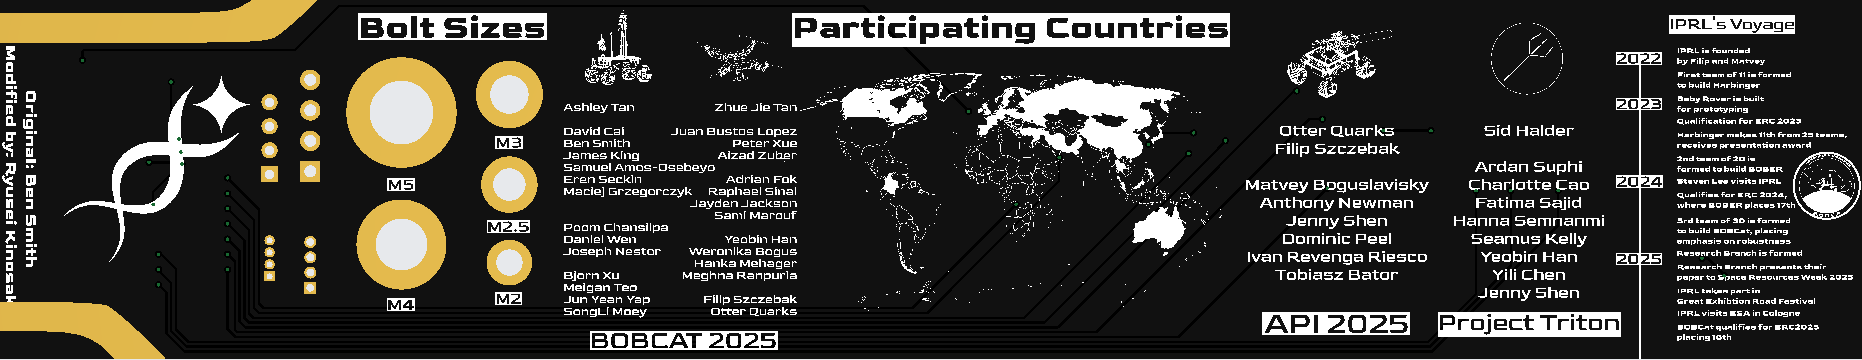 Original: Ben Smith
Modified by: Ryusei Kinosak
Bolt Sizes
M5
M4
M3
M2.5
M2
Ashley Tan
David Cai
Ben Smith
James King
Samuel Amos-Osebeyo
Eren Seckin
Maciej Grzegorczyk
Poom Chansilpa
Daniel Wen
Joseph Nestor
Bjorn Xu
Meigan Teo
Jun Yean Yap
SongLi Moey
Zhue Jie Tan
Juan Bustos Lopez
Peter Xue
Aizad Zuber
Adrian Fok
Raphael Sinai
Jayden Jackson
Sami Marouf
Yeobin Han
Weronika Bogus
Hanka Mehager
Meghna Ranpuria
Filip Szczebak
Otter Quarks
BOBCAT 2025
Participating Countries
Otter Quarks
Filip Szczebak
Matvey Boguslavisky
Anthony Newman
Jenny Shen
Dominic Peel
Ivan Revenga Riesco
Tobiasz Bator
API 2025
Sid Halder
Ardan Suphi
Charlotte Cao
Fatima Sajid
Hanna Semnanmi
Seamus Kelly
Yeobin Han
Yili Chen
Jenny Shen
Project Triton
IPRL's Voyage
2022
IPRL is founded
by Filip and Matvey
First team of 11 is formed
to build Harbinger
2023
Baby Rover is built
for prototyping
Qualification for ERC 2023
Harbinger makes 11th from 25 teams,
receives presentation award
2nd team of 20 is
formed to build BOBER
2024
Steven Lee visits IPRL
Qualifies for ERC 2024,
where BOBER places 17th
3rd team of 30 is formed
to build BOBCat, placing
emphasis on robustness
Research Branch is formed
2025
Research Branch presents their
paper to Space Resources Week 2025
IPRL takes part in
Great Exhibition Road Festival
IPRL visits ESA in Cologne
BOBCat qualifies for ERC2025
placing 10th